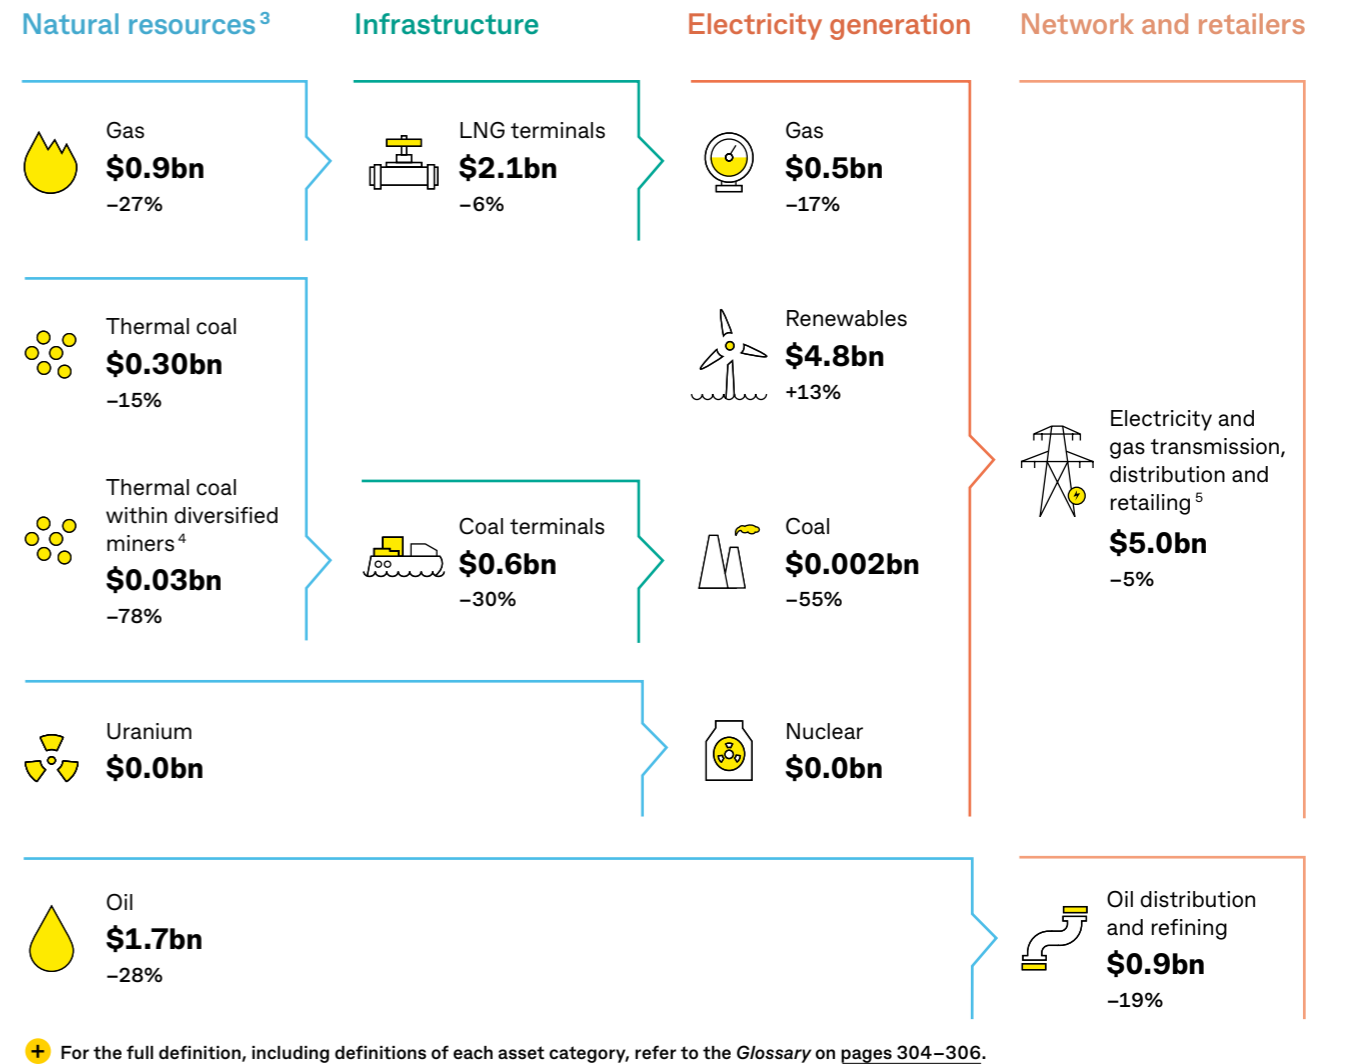 Natural resources 3
Infrastructure
Electricity generation
Network and retailers
Gas
$0.9bn
–27%
LNG terminals
$2.1bn
–6%
Gas
$0.5bn
–17%
Thermal coal
$0.30bn
–15%
Renewables
$4.8bn
+13%
Thermal coal
within diversified
miners 4
$0.03bn
–78%
Coal terminals
$0.6bn
–30%
Coal
$0.002bn
–55%
Electricity and
gas transmission,
distribution and
retailing 5
$5.0bn
–5%
Uranium
$0.0bn
Nuclear
$0.0bn
Oil
$1.7bn
–28%
Oil distribution
and refining
$0.9bn
–19%
+ For the full definition, including definitions of each asset category, refer to the Glossary on pages 304–306.